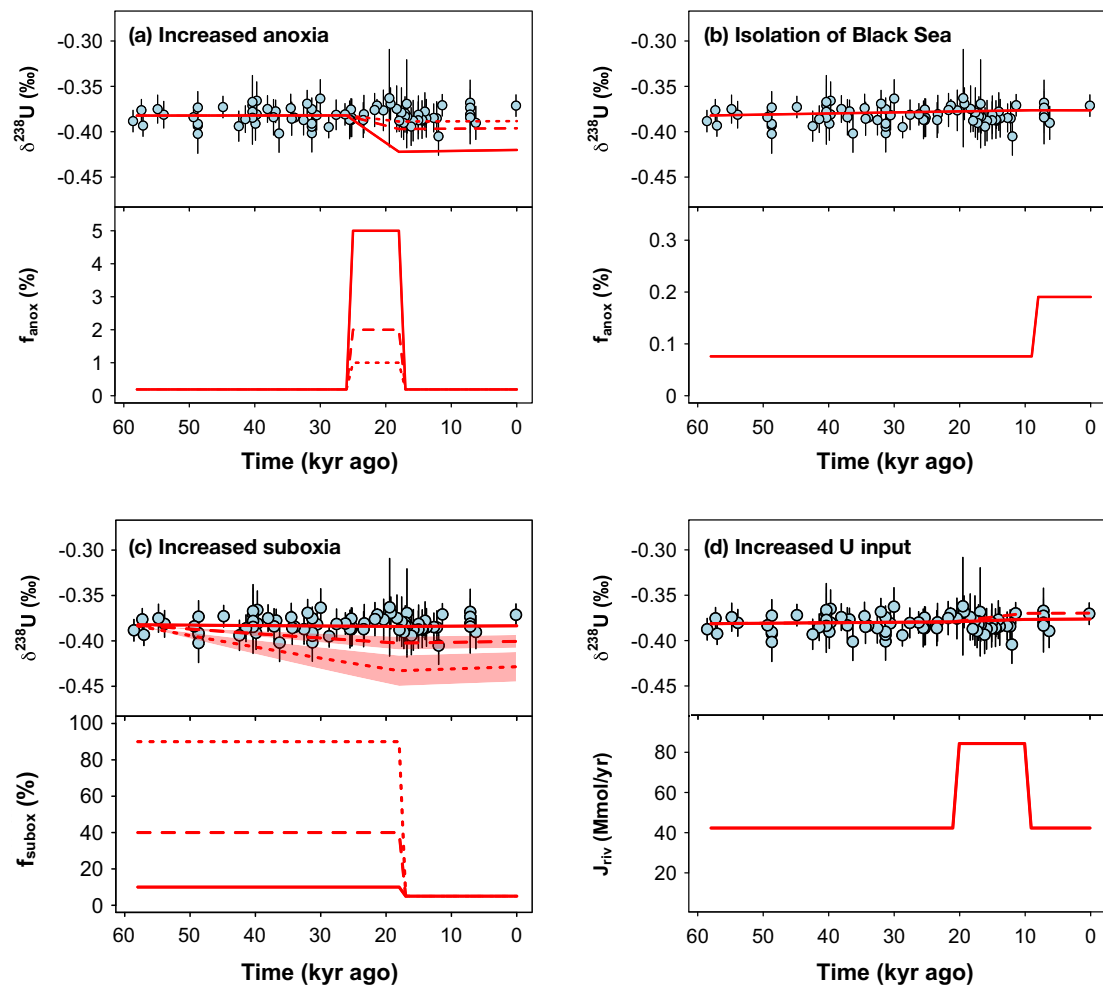 (a) Increased anoxia
δ²³⁸U (‰)
-0.30
-0.35
-0.40
-0.45
f_anox (%)
5
4
3
2
1
0
60 50 40 30 20 10 0
Time (kyr ago)
(b) Isolation of Black Sea
δ²³⁸U (‰)
-0.30
-0.35
-0.40
-0.45
f_anox (%)
0.3
0.2
0.1
0.0
60 50 40 30 20 10 0
Time (kyr ago)
(c) Increased suboxia
δ²³⁸U (‰)
-0.30
-0.35
-0.40
-0.45
f_subox (%)
100
80
60
40
20
0
60 50 40 30 20 10 0
Time (kyr ago)
(d) Increased U input
δ²³⁸U (‰)
-0.30
-0.35
-0.40
-0.45
J_riv (Mmol/yr)
80
60
40
20
60 50 40 30 20 10 0
Time (kyr ago)